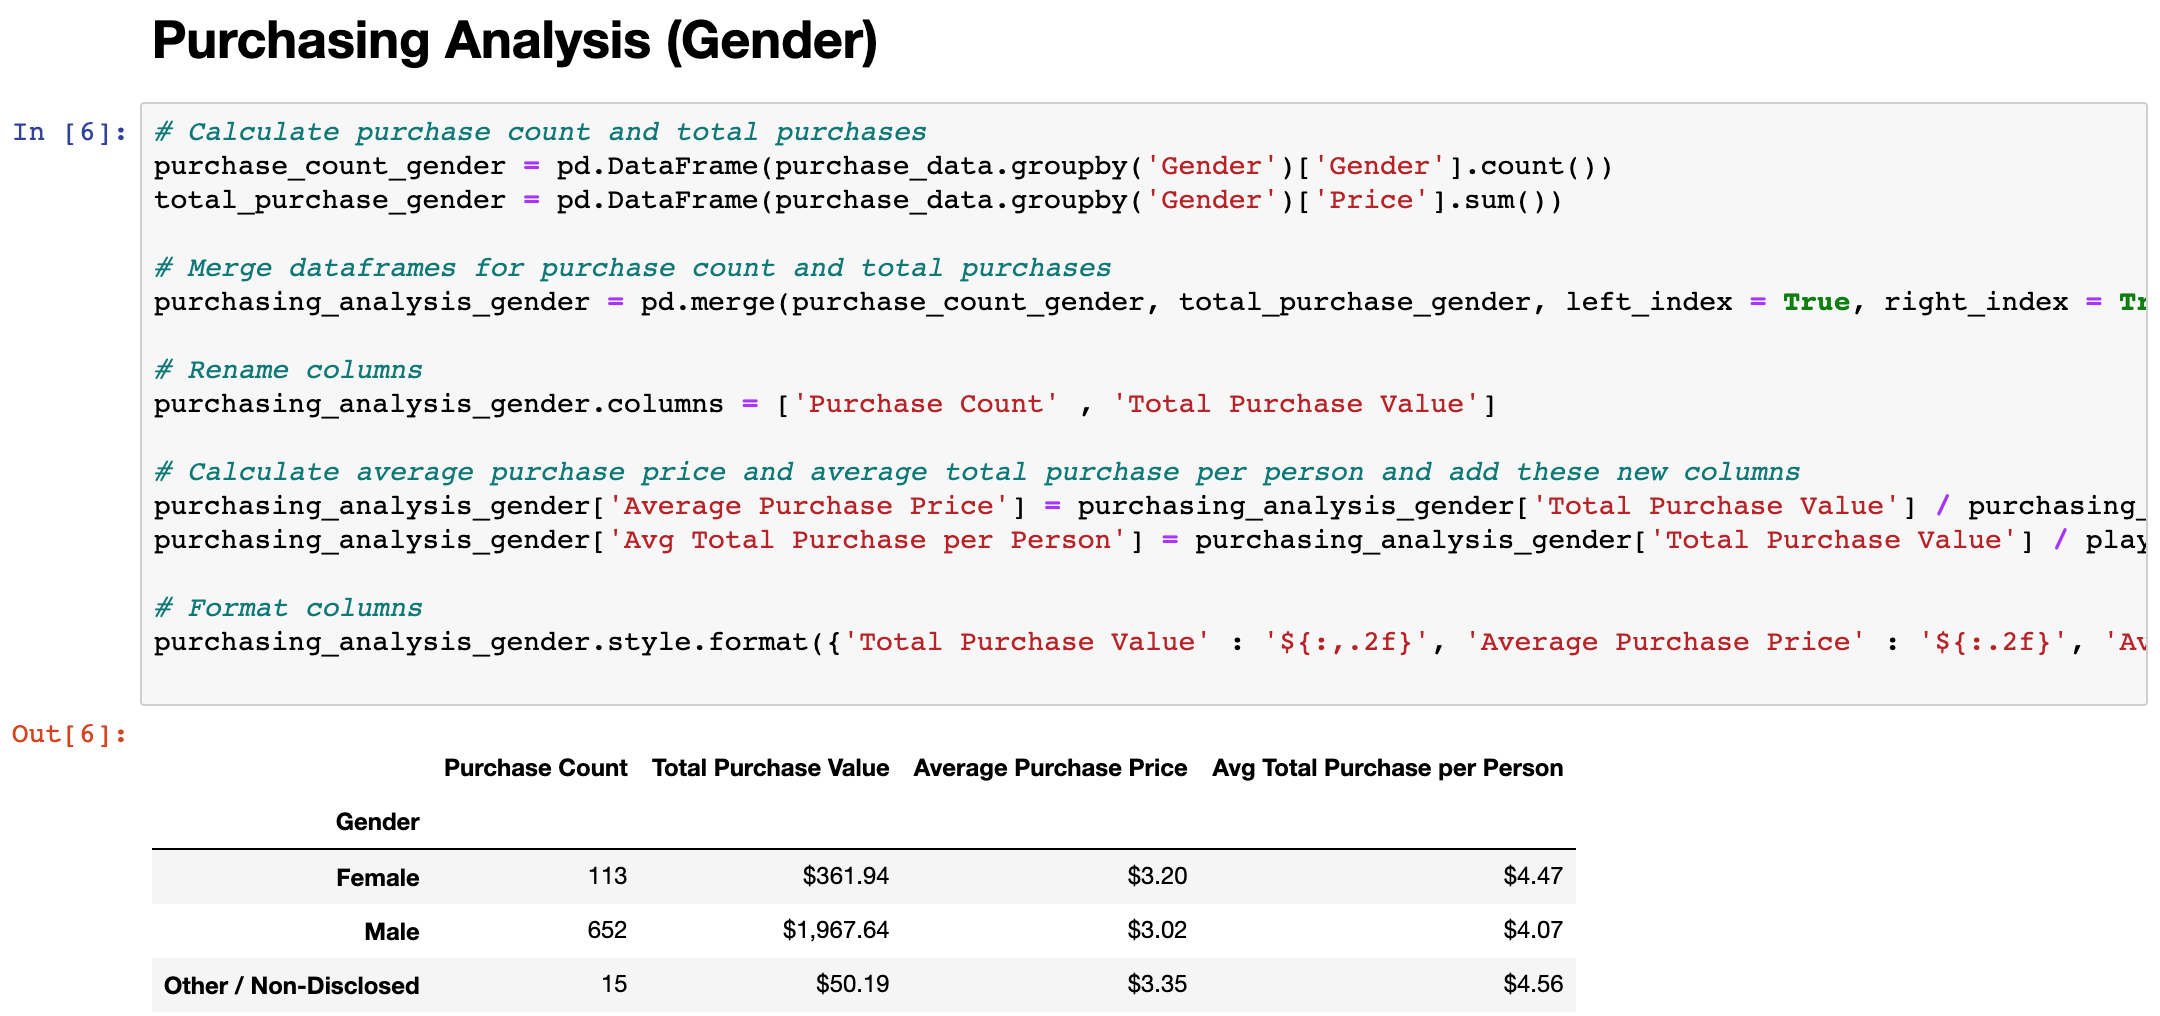 Purchasing Analysis (Gender)
In [6]:
# Calculate purchase count and total purchases
purchase_count_gender = pd.DataFrame(purchase_data.groupby('Gender')['Gender'].count())
total_purchase_gender = pd.DataFrame(purchase_data.groupby('Gender')['Price'].sum())
# Merge dataframes for purchase count and total purchases
purchasing_analysis_gender = pd.merge(purchase_count_gender, total_purchase_gender, left_index = True, right_index = Tr
# Rename columns
purchasing_analysis_gender.columns = ['Purchase Count' , 'Total Purchase Value']
# Calculate average purchase price and average total purchase per person and add these new columns
purchasing_analysis_gender['Average Purchase Price'] = purchasing_analysis_gender['Total Purchase Value'] / purchasing_
purchasing_analysis_gender['Avg Total Purchase per Person'] = purchasing_analysis_gender['Total Purchase Value'] / play
# Format columns
purchasing_analysis_gender.style.format({'Total Purchase Value' : '${:,.2f}', 'Average Purchase Price' : '${:.2f}', 'Av
Out[6]:
Purchase Count Total Purchase Value Average Purchase Price Avg Total Purchase per Person
Gender
Female 113 $361.94 $3.20 $4.47
Male 652 $1,967.64 $3.02 $4.07
Other / Non-Disclosed 15 $50.19 $3.35 $4.56